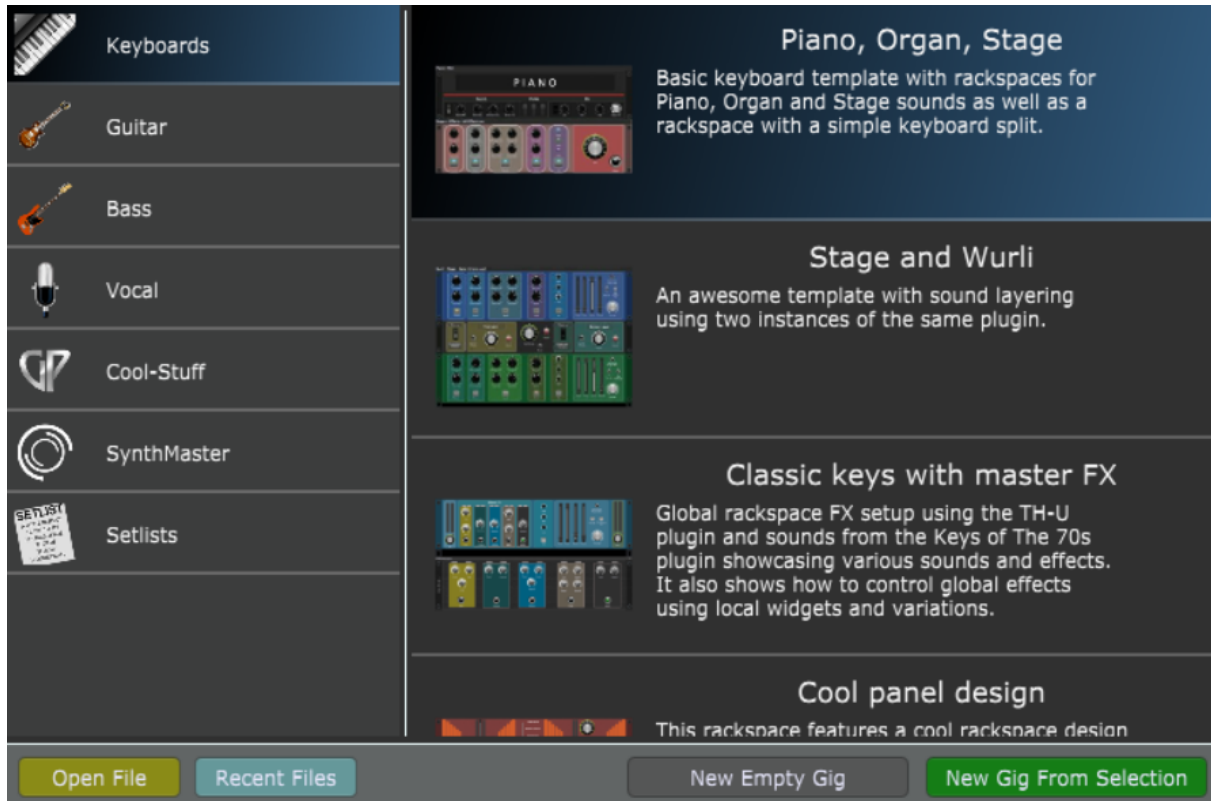 Keyboards
Guitar
Bass
Vocal
Cool-Stuff
SynthMaster
SETLIST
Setlists
Piano, Organ, Stage
PIANO
Basic keyboard template with rackspaces for
Piano, Organ and Stage sounds as well as a
rackspace with a simple keyboard split.
Stage and Wurli
An awesome template with sound layering
using two instances of the same plugin.
Classic keys with master FX
Global rackspace FX setup using the TH-U
plugin and sounds from the Keys of The 70s
plugin showcasing various sounds and effects.
It also shows how to control global effects
using local widgets and variations.
Cool panel design
This rackspace features a cool rackspace design
Open File
Recent Files
New Empty Gig
New Gig From Selection